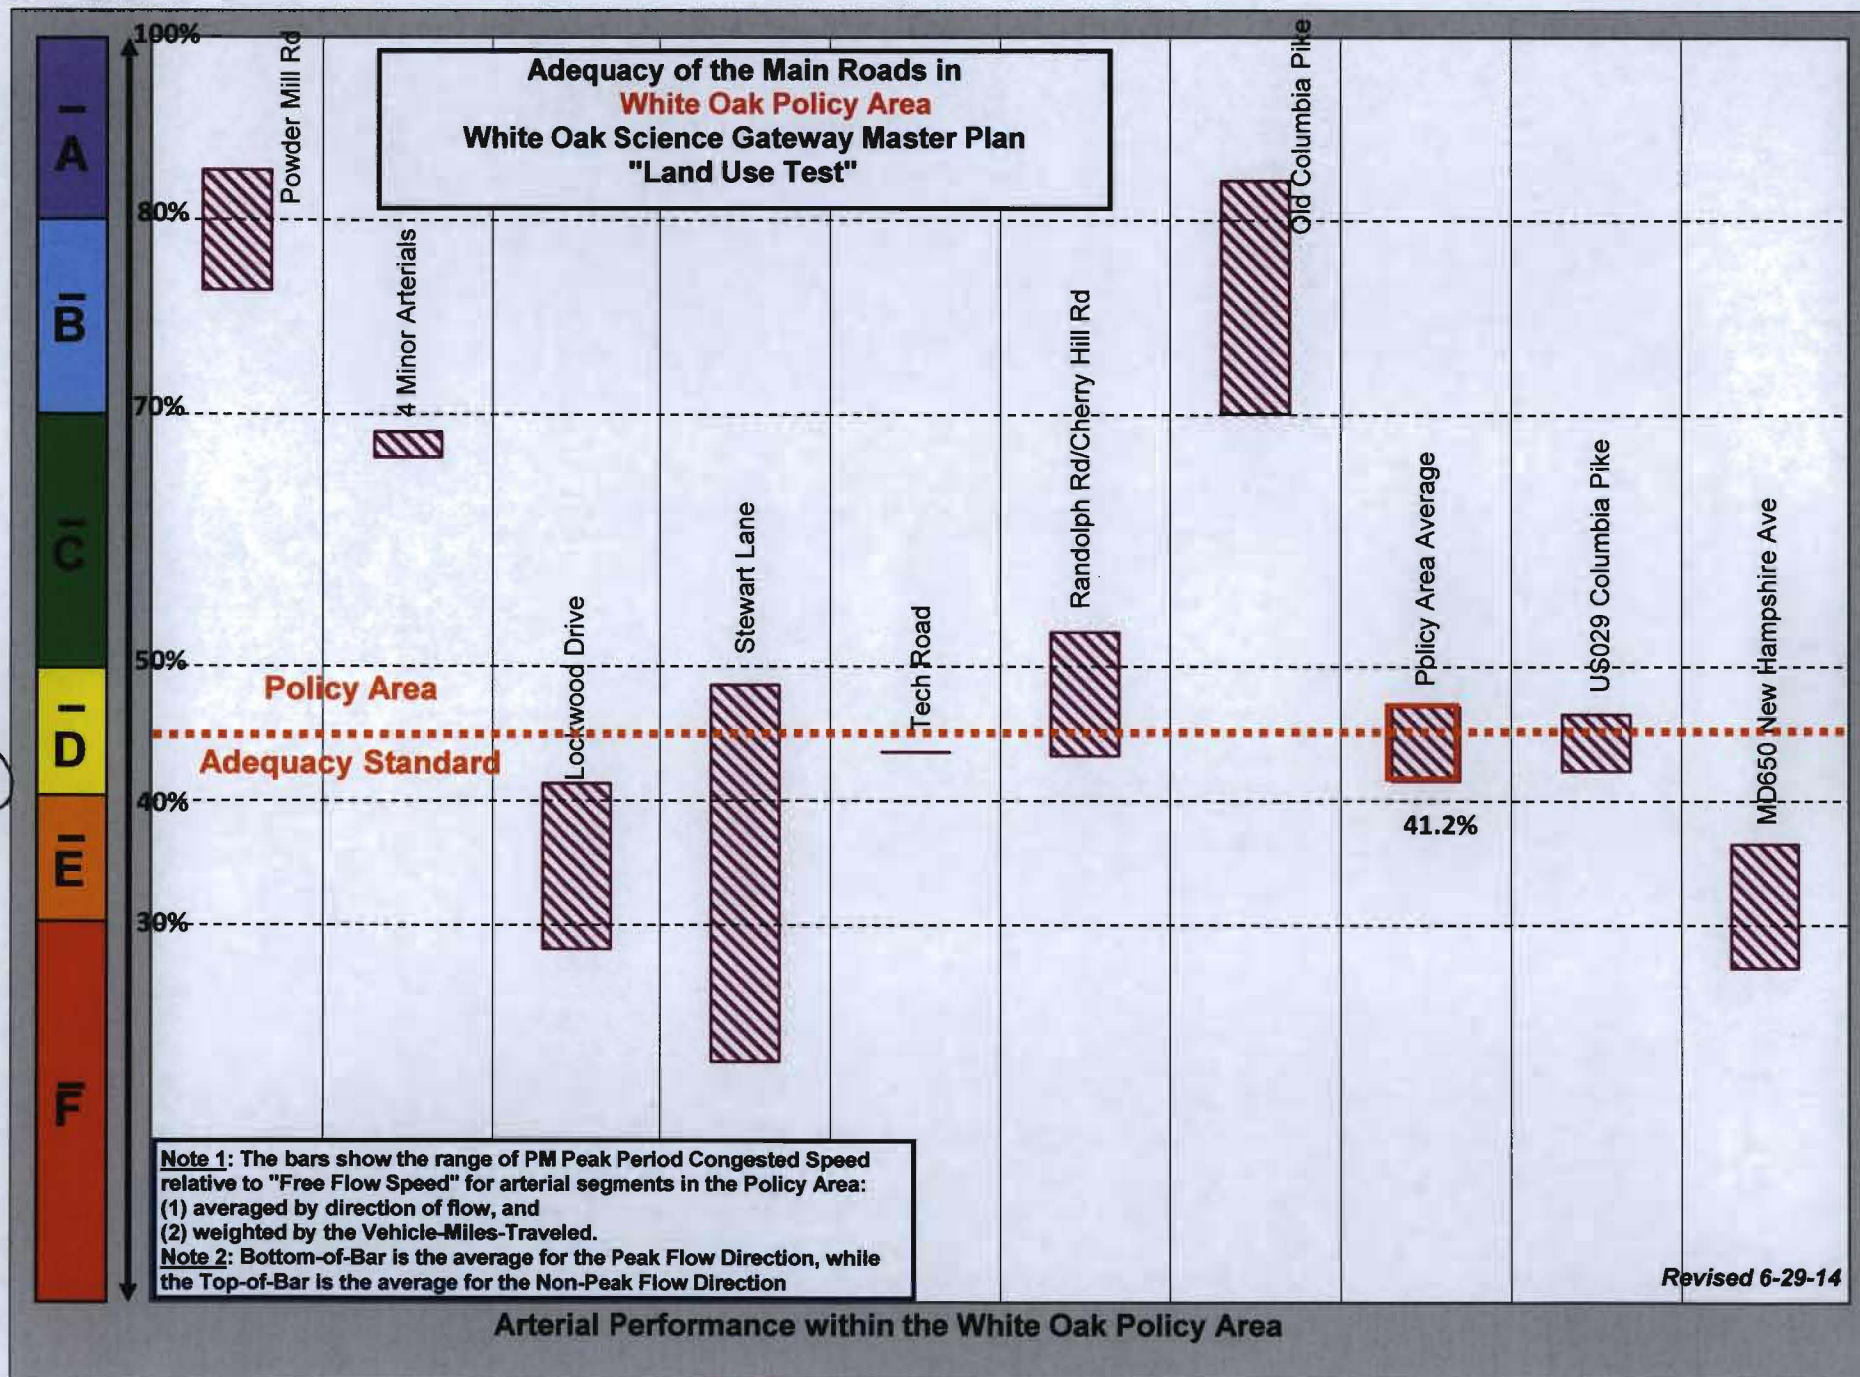 Adequacy of the Main Roads in
White Oak Policy Area
White Oak Science Gateway Master Plan
"Land Use Test"
100%
80%
70%
50%
40%
30%
A
B
C
D
E
F
Powder Mill Rd
4 Minor Arterials
Lockwood Drive
Stewart Lane
Tech Road
Randolph Rd/Cherry Hill Rd
Old Columbia Pike
Policy Area Average
US029 Columbia Pike
MD650 New Hampshire Ave
Policy Area
Adequacy Standard
41.2%
Note 1: The bars show the range of PM Peak Period Congested Speed
relative to "Free Flow Speed" for arterial segments in the Policy Area:
(1) averaged by direction of flow, and
(2) weighted by the Vehicle-Miles-Traveled.
Note 2: Bottom-of-Bar is the average for the Peak Flow Direction, while
the Top-of-Bar is the average for the Non-Peak Flow Direction
Revised 6-29-14
Arterial Performance within the White Oak Policy Area